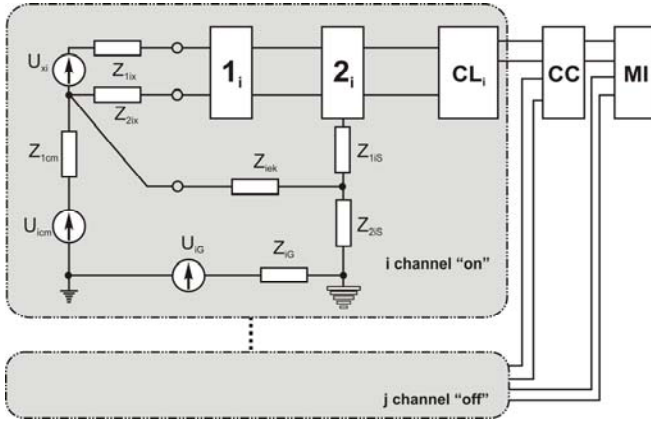 U_xi
Z_1ix
1_i
2_i
CL_i
CC
MI
Z_2ix
Z_1cm
Z_1iS
Z_iek
U_icm
Z_2iS
U_iG
Z_iG
i channel “on”
j channel “off”